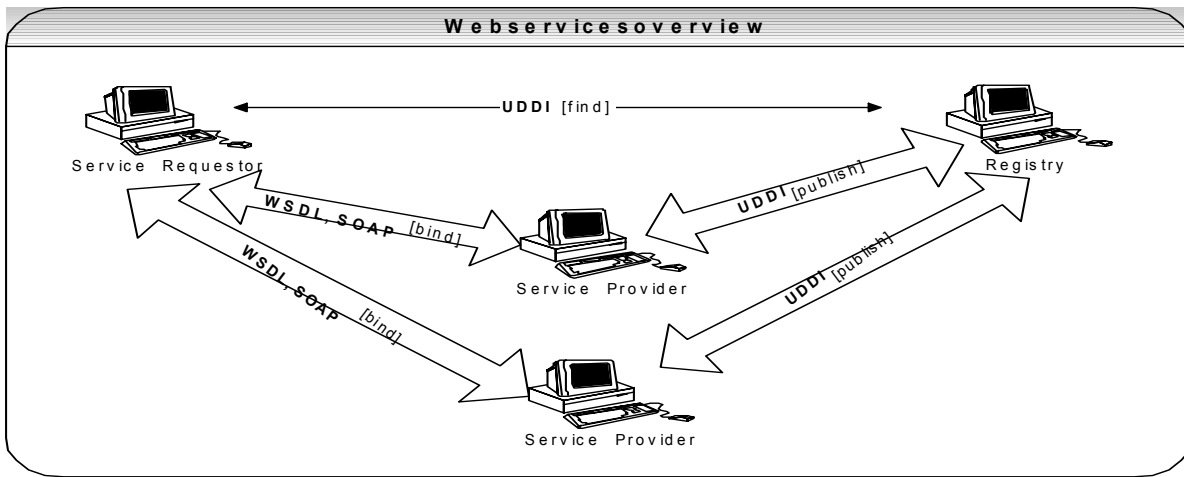 Webservicesoverview
UDDI [find]
Service Requestor
Registry
WSDL, SOAP [bind]
UDDI [publish]
Service Provider
WSDL, SOAP [bind]
UDDI [publish]
Service Provider